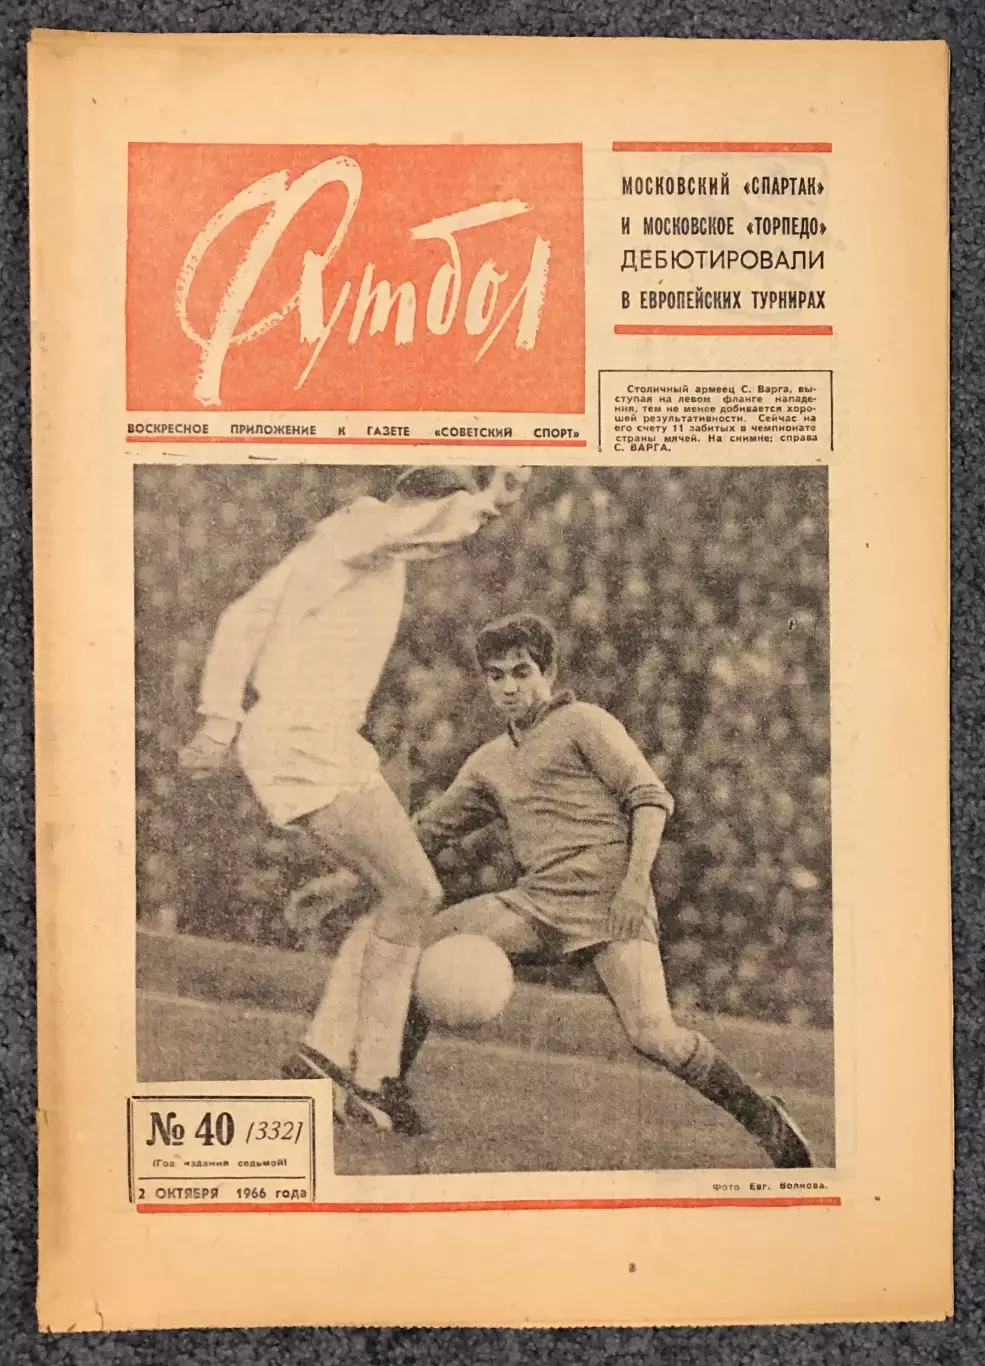 Футбол
ВОСКРЕСНОЕ ПРИЛОЖЕНИЕ К ГАЗЕТЕ «СОВЕТСКИЙ СПОРТ»
МОСКОВСКИЙ «СПАРТАК»
И МОСКОВСКОЕ «ТОРПЕДО»
ДЕБЮТИРОВАЛИ
В ЕВРОПЕЙСКИХ ТУРНИРАХ
Столичный армеец С. Варга, вы-
ступая на левом фланге нападе-
ния, тем не менее добивается хоро-
шей результативности. Сейчас на
его счету 11 забитых в чемпионате
страны мячей. На снимке: справа
С. ВАРГА.
№ 40 /332/
(Год издания седьмой)
2 ОКТЯБРЯ 1966 года
Фото Евг. Волкова.